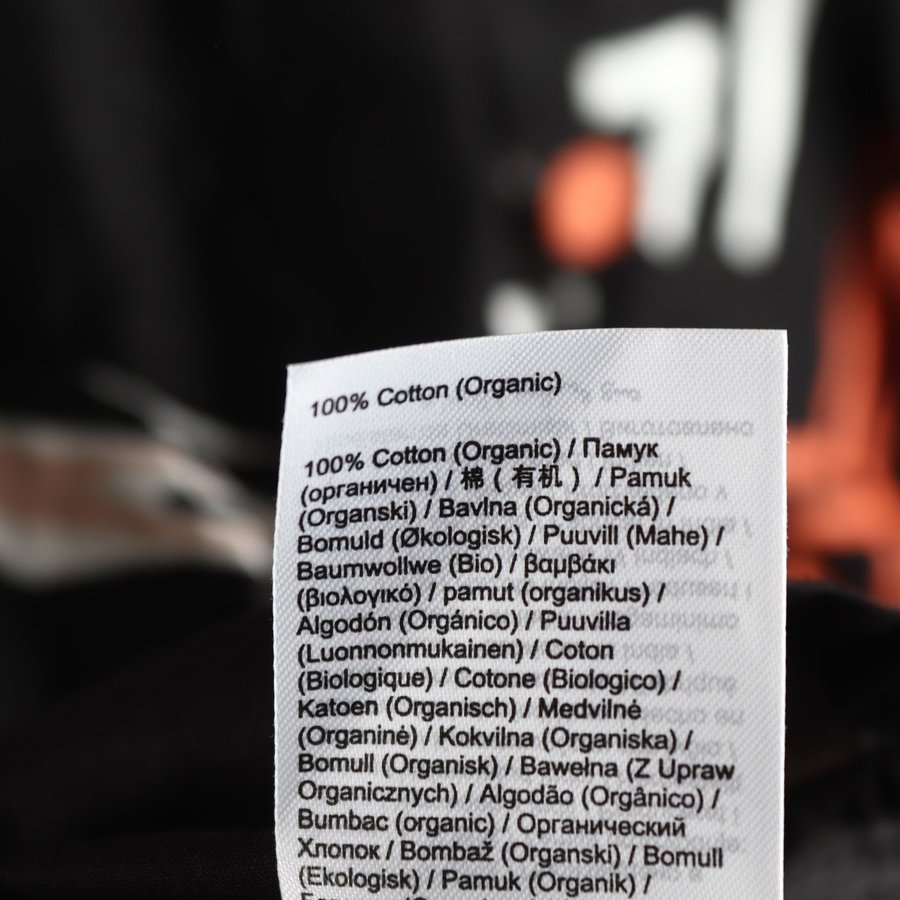 100% Cotton (Organic)
100% Cotton (Organic) / Памук
(органичен) / 棉 ( 有机 ) / Pamuk
(Organski) / Bavlna (Organická) /
Bomuld (Økologisk) / Puuvill (Mahe) /
Baumwollwe (Bio) / βαμβάκι
(βιολογικό) / pamut (organikus) /
Algodón (Orgánico) / Puuvilla
(Luonnonmukainen) / Coton
(Biologique) / Cotone (Biologico) /
Katoen (Organisch) / Medvilnė
(Organinė) / Kokvilna (Organiska) /
Bomull (Organisk) / Bawełna (Z Upraw
Organicznych) / Algodão (Orgânico) /
Bumbac (organic) / Органический
Хлопок / Bombaž (Organski) / Bomull
(Ekologisk) / Pamuk (Organik) /